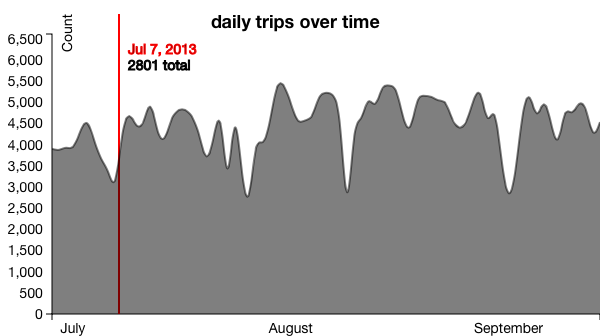 daily trips over time
Count
Jul 7, 2013
2801 total
6,500
6,000
5,500
5,000
4,500
4,000
3,500
3,000
2,500
2,000
1,500
1,000
500
0
July August September